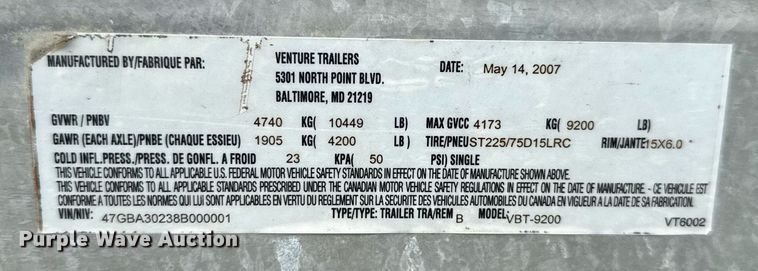 MANUFACTURED BY/FABRIQUE PAR: VENTURE TRAILERS DATE: May 14, 2007
5301 NORTH POINT BLVD.
BALTIMORE, MD 21219
GVWR / PNBV 4740 KG( 10449 LB) MAX GVCC 4173 KG( 9200 LB)
GAWR (EACH AXLE)/PNBE (CHAQUE ESSIEU) 1905 KG( 4200 LB) TIRE/PNEU ST225/75D15LRC RIM/JANTE 15X6.0
COLD INFL.PRESS./PRESS. DE GONFL. A FROID 23 KPA( 50 PSI) SINGLE
THIS VEHICLE CONFORMS TO ALL APPLICABLE U.S. FEDERAL MOTOR VEHICLE SAFETY STANDARDS IN EFFECT ON THE DATE OF MANUFACTURE SHOWN ABOVE.
THIS VEHICLE CONFORMS TO ALL APPLICABLE STANDARDS PRESCRIBED UNDER THE CANADIAN MOTOR VEHICLE SAFETY REGULATIONS IN EFFECT ON THE DATE OF MANUFACTURE - CE VEHICULE EST
CONFORME A TOUTES LES NORMES QUI LUI SONT APPLICABLES EN VERTU DU REGLEMENT SUR LA SECURITE DES VEHICULES AUTOMOBILES DU CANADA EN VIGUEUR A LA DATE DE SA FABRICATION.
VIN/NIV: 47GBA30238B000001 TYPE/TYPE: TRAILER TRA/REM B MODEL: VBT-9200 VT6002
Purple Wave Auction